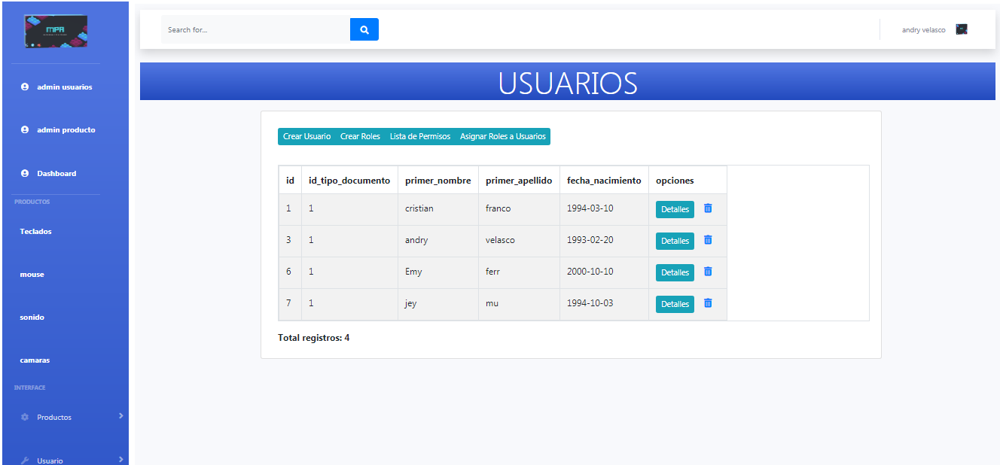 MPR
Search for...
andry velasco
admin usuarios
admin producto
Dashboard
PRODUCTOS
Teclados
mouse
sonido
camaras
INTERFACE
Productos
Usuario
USUARIOS
Crear Usuario Crear Roles Lista de Permisos Asignar Roles a Usuarios
id id_tipo_documento primer_nombre primer_apellido fecha_nacimiento opciones
1 1 cristian franco 1994-03-10 Detalles
3 1 andry velasco 1993-02-20 Detalles
6 1 Emy ferr 2000-10-10 Detalles
7 1 jey mu 1994-10-03 Detalles
Total registros: 4